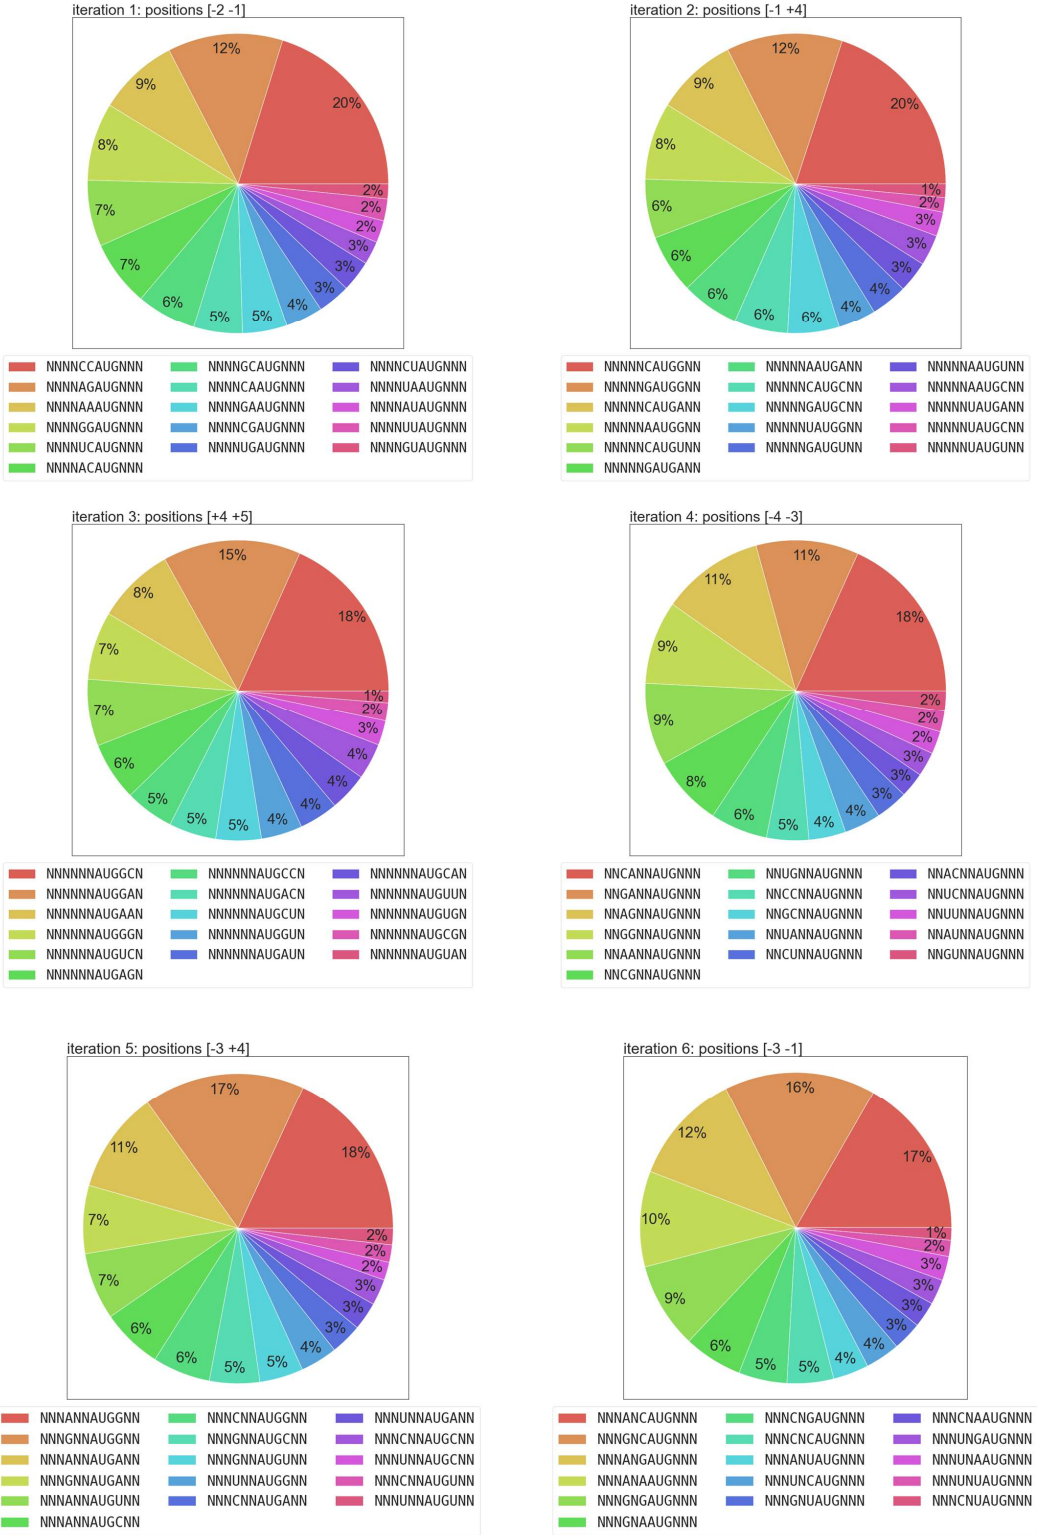 iteration 1: positions [-2 -1]
12%
20%
9%
8%
7%
7%
6%
5%
5%
4%
3%
3%
3%
2%
2%
2%
NNNNCCAUGNNN
NNNNAGAUGNNN
NNNNAAAUGNNN
NNNNGGAUGNNN
NNNNUCAUGNNN
NNNNACAUGNNN
NNNNGCAUGNNN
NNNNCAAUGNNN
NNNNGAAUGNNN
NNNNCGAUGNNN
NNNNUGAUGNNN
NNNNCUAUGNNN
NNNNUAAUGNNN
NNNNAUAUGNNN
NNNNUUAUGNNN
NNNNGUAUGNNN
iteration 2: positions [-1 +4]
12%
20%
9%
8%
6%
6%
6%
6%
6%
4%
4%
3%
3%
3%
2%
1%
NNNNNCAUGGNN
NNNNNGAUGGNN
NNNNNCAUGANN
NNNNNAAUGGNN
NNNNNCAUGUNN
NNNNNGAUGANN
NNNNNAAUGANN
NNNNNCAUGCNN
NNNNNGAUGCNN
NNNNNUAUGGNN
NNNNNGAUGUNN
NNNNNAAUGUNN
NNNNNAAUGCNN
NNNNNUAUGANN
NNNNNUAUGCNN
NNNNNUAUGUNN
iteration 3: positions [+4 +5]
15%
18%
8%
7%
7%
6%
5%
5%
5%
4%
4%
4%
4%
3%
2%
1%
NNNNNNAUGGCN
NNNNNNAUGGAN
NNNNNNAUGAAN
NNNNNNAUGGGN
NNNNNNAUGUCN
NNNNNNAUGAGN
NNNNNNAUGCCN
NNNNNNAUGACN
NNNNNNAUGCUN
NNNNNNAUGGUN
NNNNNNAUGAUN
NNNNNNAUGCAN
NNNNNNAUGUUN
NNNNNNAUGUGN
NNNNNNAUGCGN
NNNNNNAUGUAN
iteration 4: positions [-4 -3]
11%
18%
11%
9%
9%
8%
6%
5%
4%
4%
3%
3%
3%
2%
2%
2%
NNCANNAUGNNN
NNGANNAUGNNN
NNAGNNAUGNNN
NNGGNNAUGNNN
NNAANNAUGNNN
NNCGNNAUGNNN
NNUGNNAUGNNN
NNCCNNAUGNNN
NNGCNNAUGNNN
NNUANNAUGNNN
NNCUNNAUGNNN
NNACNNAUGNNN
NNUCNNAUGNNN
NNUUNNAUGNNN
NNAUNNAUGNNN
NNGUNNAUGNNN
iteration 5: positions [-3 +4]
17%
18%
11%
7%
7%
6%
6%
5%
5%
4%
3%
3%
3%
2%
2%
2%
NNNANNAUGGNN
NNNGNNAUGGNN
NNNANNAUGANN
NNNGNNAUGANN
NNNANNAUGUNN
NNNANNAUGCNN
NNNCNNAUGGNN
NNNGNNAUGCNN
NNNGNNAUGUNN
NNNUNNAUGGNN
NNNCNNAUGANN
NNNUNNAUGANN
NNNCNNAUGCNN
NNNUNNAUGCNN
NNNCNNAUGUNN
NNNUNNAUGUNN
iteration 6: positions [-3 -1]
16%
17%
12%
10%
9%
6%
5%
5%
4%
4%
3%
3%
3%
3%
2%
1%
NNNANCAUGNNN
NNNGNCAUGNNN
NNNANGAUGNNN
NNNANAAUGNNN
NNNGNGAUGNNN
NNNGNAAUGNNN
NNNCNGAUGNNN
NNNCNCAUGNNN
NNNANUAUGNNN
NNNUNCAUGNNN
NNNGNUAUGNNN
NNNCNAAUGNNN
NNNUNGAUGNNN
NNNUNAAUGNNN
NNNUNUAUGNNN
NNNCNUAUGNNN